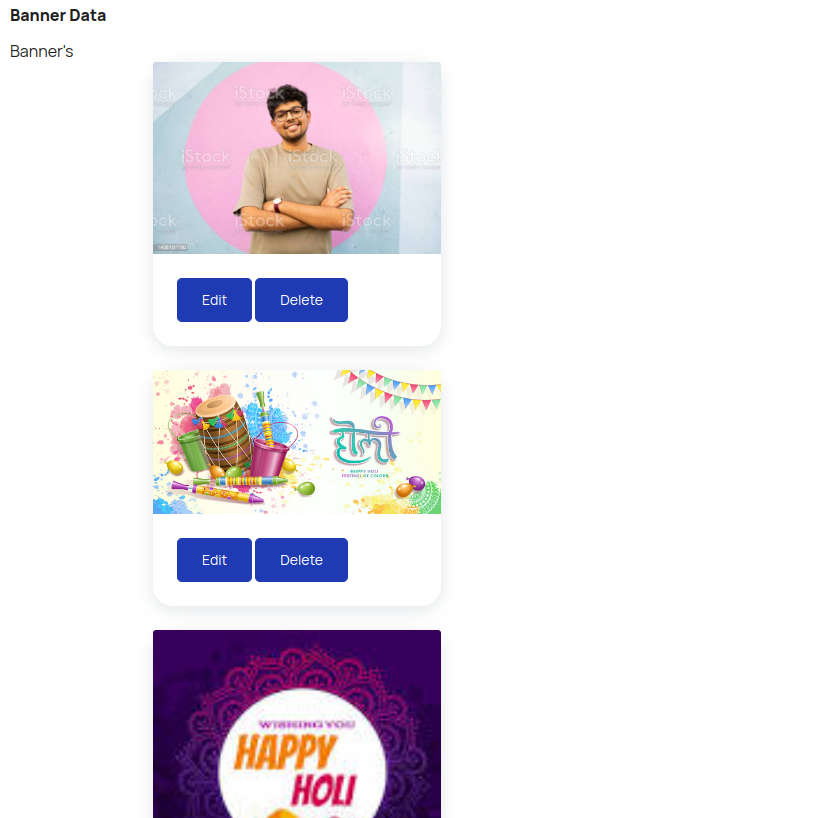 Banner Data
Banner's
iStock
iStock
iStock
iStock
iStock
iStock
iStock
iStock
Edit Delete
होली
HAPPY HOLI
FESTIVAL OF COLORS
Edit Delete
WISHING YOU
HAPPY
HOLI